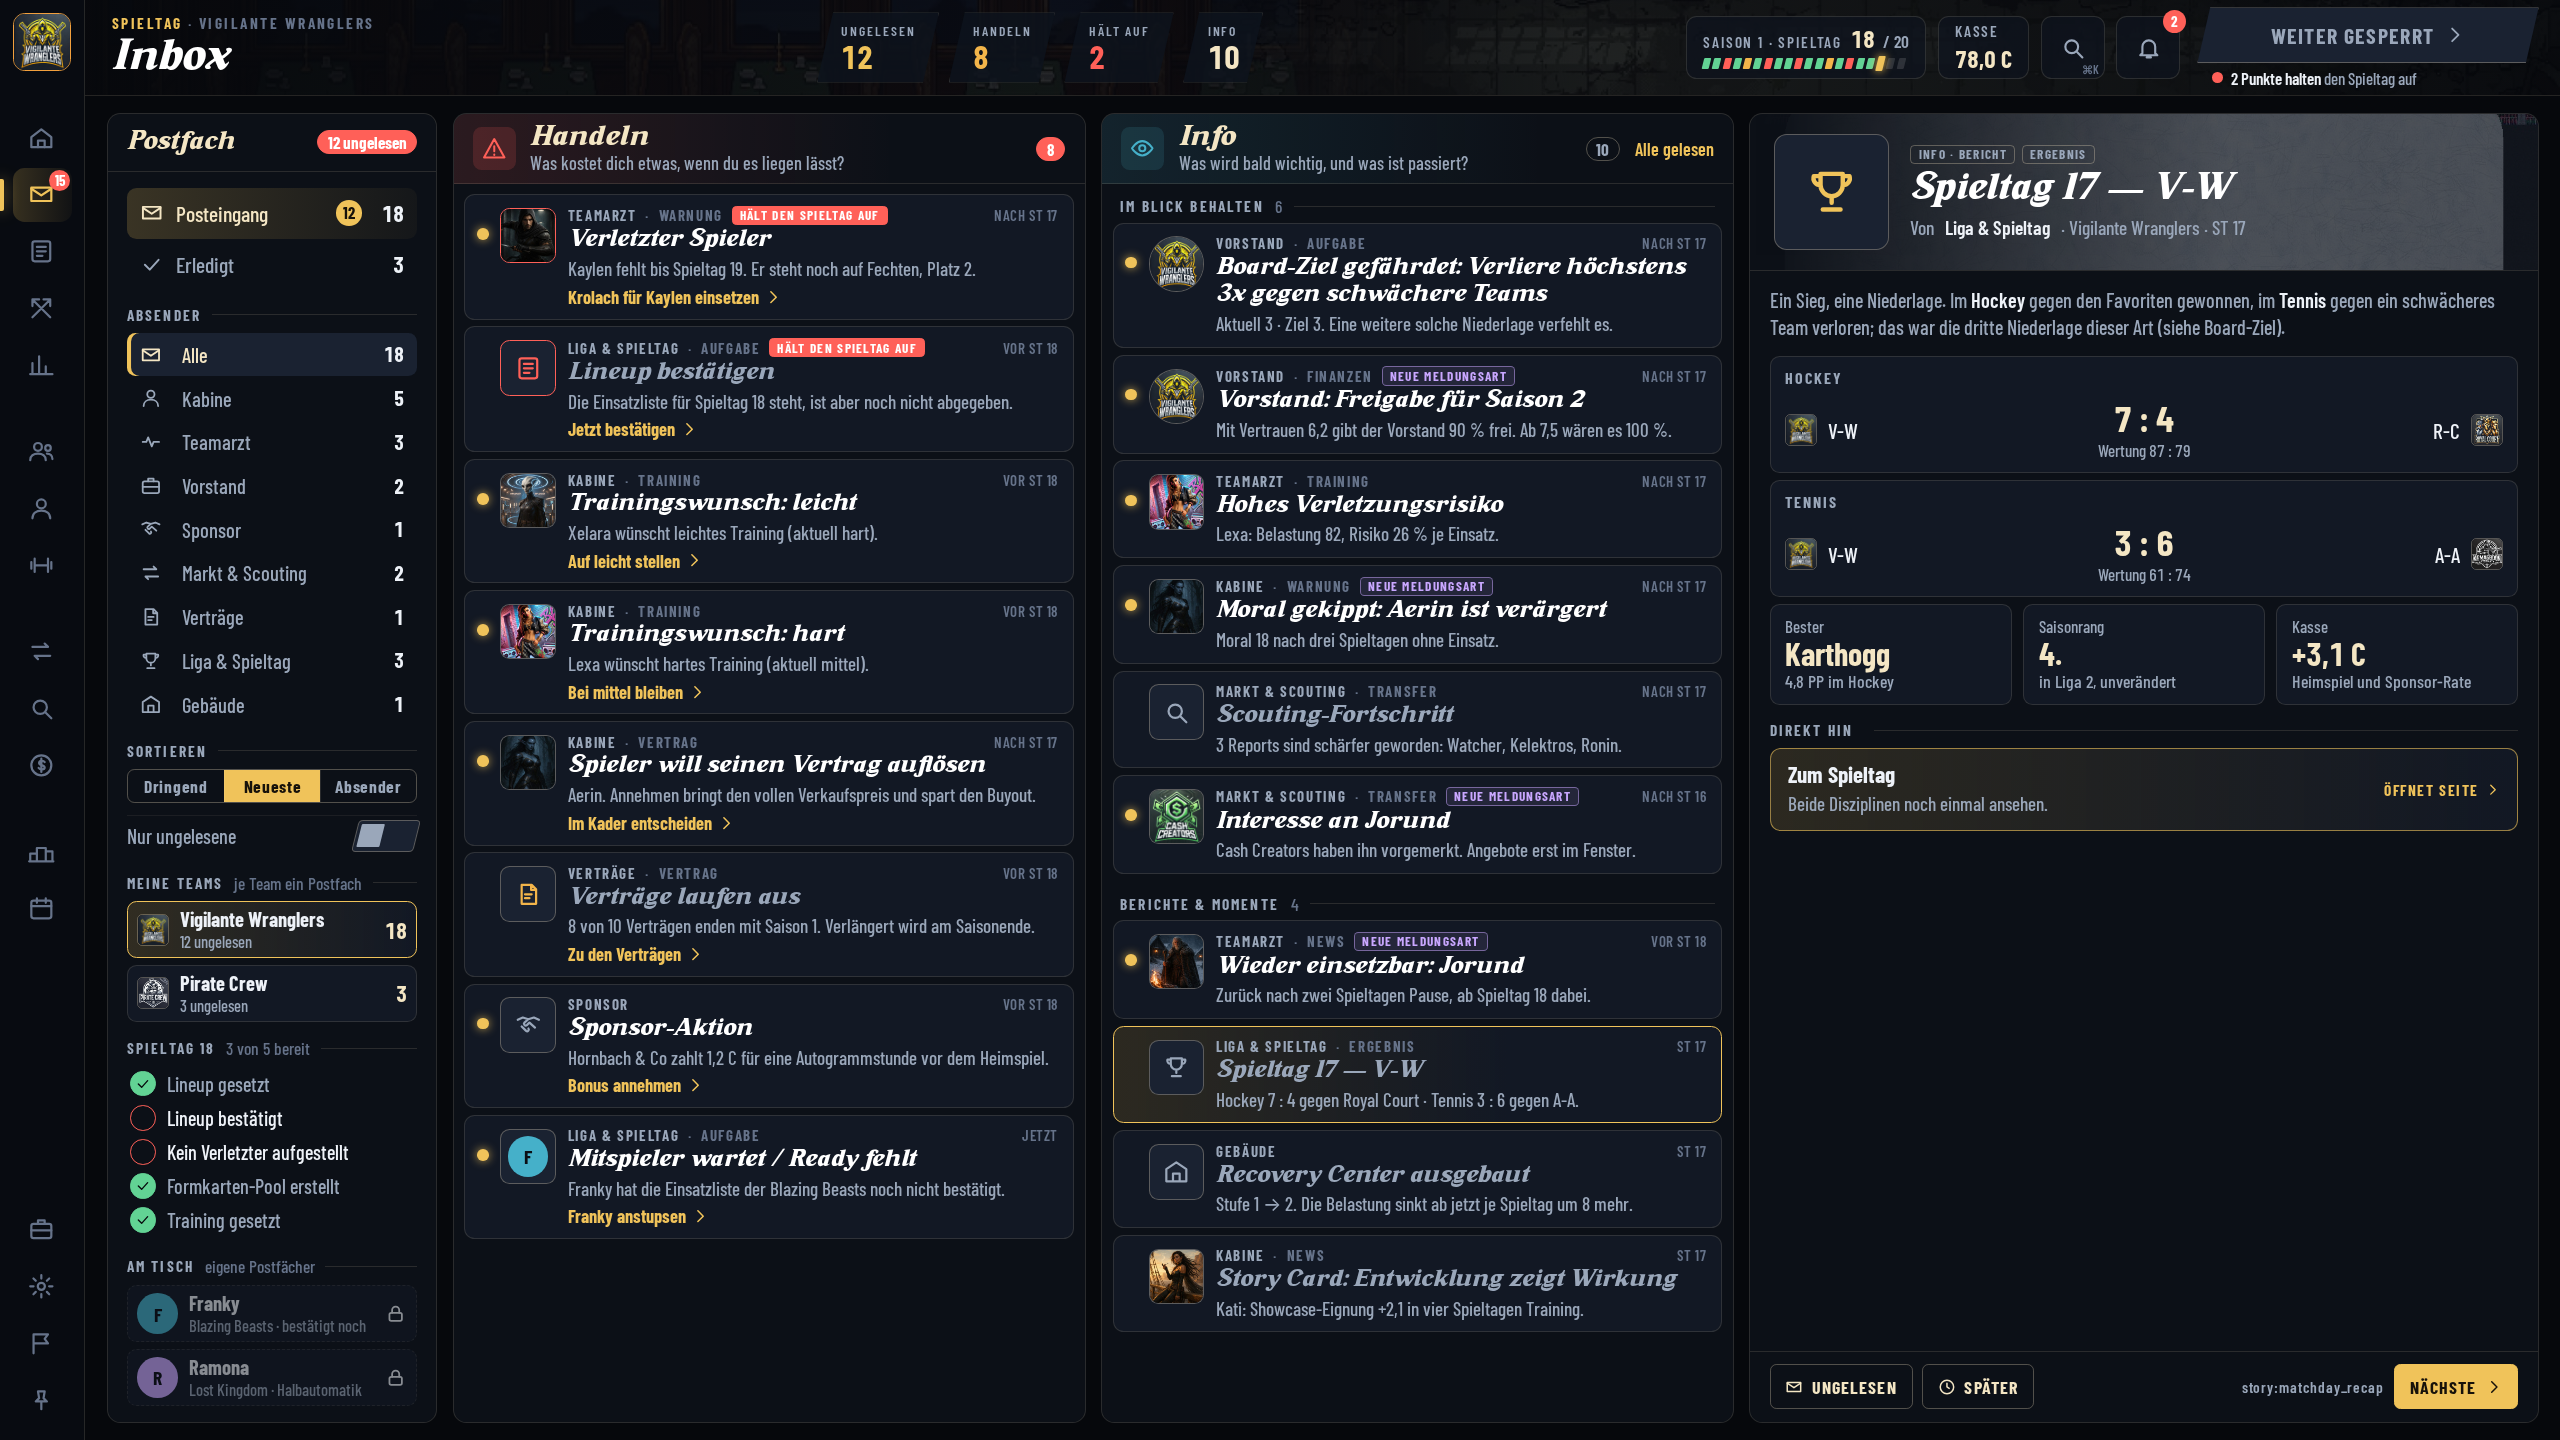 SPIELTAG · VIGILANTE WRANGLERS
Inbox
UNGELESEN
12
HANDELN
8
HÄLT AUF
2
INFO
10
SAISON 1 · SPIELTAG 18 / 20
KASSE
78,0 C
⌘K
2
WEITER GESPERRT
2 Punkte halten den Spieltag auf
15
Postfach
12 ungelesen
Posteingang 12 18
Erledigt 3
ABSENDER
Alle 18
Kabine 5
Teamarzt 3
Vorstand 2
Sponsor 1
Markt & Scouting 2
Verträge 1
Liga & Spieltag 3
Gebäude 1
SORTIEREN
Dringend Neueste Absender
Nur ungelesene
MEINE TEAMS je Team ein Postfach
Vigilante Wranglers
12 ungelesen
18
Pirate Crew
3 ungelesen
3
SPIELTAG 18 3 von 5 bereit
Lineup gesetzt
Lineup bestätigt
Kein Verletzter aufgestellt
Formkarten-Pool erstellt
Training gesetzt
AM TISCH eigene Postfächer
F
Franky
Blazing Beasts · bestätigt noch
R
Ramona
Lost Kingdom · Halbautomatik
Handeln
Was kostet dich etwas, wenn du es liegen lässt?
8
TEAMARZT · WARNUNG HÄLT DEN SPIELTAG AUF NACH ST 17
Verletzter Spieler
Kaylen fehlt bis Spieltag 19. Er steht noch auf Fechten, Platz 2.
Krolach für Kaylen einsetzen
LIGA & SPIELTAG · AUFGABE HÄLT DEN SPIELTAG AUF VOR ST 18
Lineup bestätigen
Die Einsatzliste für Spieltag 18 steht, ist aber noch nicht abgegeben.
Jetzt bestätigen
KABINE · TRAINING VOR ST 18
Trainingswunsch: leicht
Xelara wünscht leichtes Training (aktuell hart).
Auf leicht stellen
KABINE · TRAINING VOR ST 18
Trainingswunsch: hart
Lexa wünscht hartes Training (aktuell mittel).
Bei mittel bleiben
KABINE · VERTRAG NACH ST 17
Spieler will seinen Vertrag auflösen
Aerin. Annehmen bringt den vollen Verkaufspreis und spart den Buyout.
Im Kader entscheiden
VERTRÄGE · VERTRAG VOR ST 18
Verträge laufen aus
8 von 10 Verträgen enden mit Saison 1. Verlängert wird am Saisonende.
Zu den Verträgen
SPONSOR VOR ST 18
Sponsor-Aktion
Hornbach & Co zahlt 1,2 C für eine Autogrammstunde vor dem Heimspiel.
Bonus annehmen
LIGA & SPIELTAG · AUFGABE JETZT
F
Mitspieler wartet / Ready fehlt
Franky hat die Einsatzliste der Blazing Beasts noch nicht bestätigt.
Franky anstupsen
Info
Was wird bald wichtig, und was ist passiert?
10
Alle gelesen
IM BLICK BEHALTEN 6
VORSTAND · AUFGABE NACH ST 17
Board-Ziel gefährdet: Verliere höchstens
3x gegen schwächere Teams
Aktuell 3 · Ziel 3. Eine weitere solche Niederlage verfehlt es.
VORSTAND · FINANZEN NEUE MELDUNGSART NACH ST 17
Vorstand: Freigabe für Saison 2
Mit Vertrauen 6,2 gibt der Vorstand 90 % frei. Ab 7,5 wären es 100 %.
TEAMARZT · TRAINING NACH ST 17
Hohes Verletzungsrisiko
Lexa: Belastung 82, Risiko 26 % je Einsatz.
KABINE · WARNUNG NEUE MELDUNGSART NACH ST 17
Moral gekippt: Aerin ist verärgert
Moral 18 nach drei Spieltagen ohne Einsatz.
MARKT & SCOUTING · TRANSFER NACH ST 17
Scouting-Fortschritt
3 Reports sind schärfer geworden: Watcher, Kelektros, Ronin.
MARKT & SCOUTING · TRANSFER NEUE MELDUNGSART NACH ST 16
Interesse an Jorund
Cash Creators haben ihn vorgemerkt. Angebote erst im Fenster.
BERICHTE & MOMENTE 4
TEAMARZT · NEWS NEUE MELDUNGSART VOR ST 18
Wieder einsetzbar: Jorund
Zurück nach zwei Spieltagen Pause, ab Spieltag 18 dabei.
LIGA & SPIELTAG · ERGEBNIS ST 17
Spieltag 17 — V-W
Hockey 7 : 4 gegen Royal Court · Tennis 3 : 6 gegen A-A.
GEBÄUDE ST 17
Recovery Center ausgebaut
Stufe 1 → 2. Die Belastung sinkt ab jetzt je Spieltag um 8 mehr.
KABINE · NEWS ST 17
Story Card: Entwicklung zeigt Wirkung
Kati: Showcase-Eignung +2,1 in vier Spieltagen Training.
INFO · BERICHT ERGEBNIS
Spieltag 17 — V-W
Von Liga & Spieltag · Vigilante Wranglers · ST 17
Ein Sieg, eine Niederlage. Im Hockey gegen den Favoriten gewonnen, im Tennis gegen ein schwächeres
Team verloren; das war die dritte Niederlage dieser Art (siehe Board-Ziel).
HOCKEY
V-W 7 : 4 R-C
Wertung 87 : 79
TENNIS
V-W 3 : 6 A-A
Wertung 61 : 74
Bester
Karthogg
4,8 PP im Hockey
Saisonrang
4.
in Liga 2, unverändert
Kasse
+3,1 C
Heimspiel und Sponsor-Rate
DIREKT HIN
Zum Spieltag
Beide Disziplinen noch einmal ansehen.
ÖFFNET SEITE
UNGELESEN
SPÄTER
story:matchday_recap
NÄCHSTE